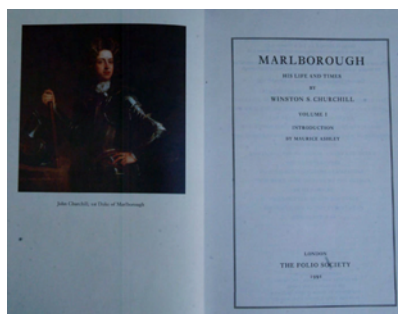 John Churchill, 1st Duke of Marlborough
MARLBOROUGH
HIS LIFE AND TIMES
BY
WINSTON S. CHURCHILL
VOLUME I
INTRODUCTION
BY MAURICE ASHLEY
LONDON
THE FOLIO SOCIETY